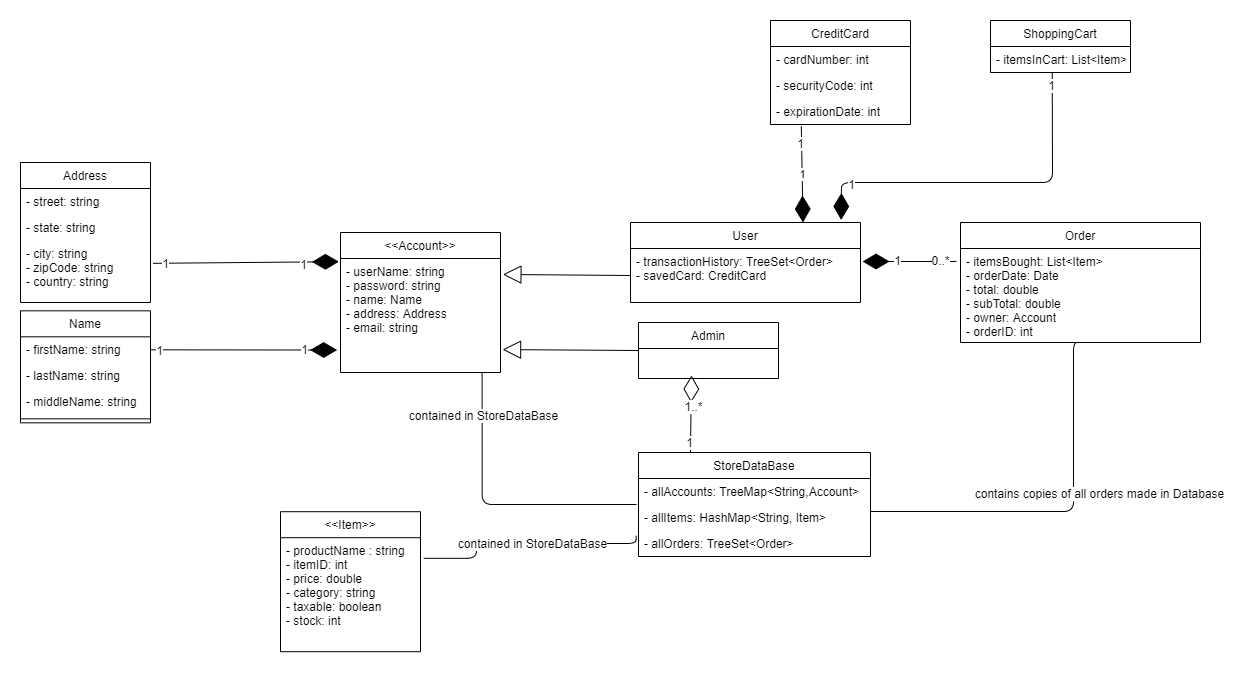 CreditCard
- cardNumber: int
- securityCode: int
- expirationDate: int
ShoppingCart
- itemsInCart: List<Item>
1
1
1
1
Address
- street: string
- state: string
- city: string
- zipCode: string
- country: string
1
1
Name
- firstName: string
- lastName: string
- middleName: string
1
1
<<Account>>
- userName: string
- password: string
- name: Name
- address: Address
- email: string
User
- transactionHistory: TreeSet<Order>
- savedCard: CreditCard
1
0..*
Order
- itemsBought: List<Item>
- orderDate: Date
- total: double
- subTotal: double
- owner: Account
- orderID: int
Admin
1..*
1
contained in StoreDataBase
StoreDataBase
- allAccounts: TreeMap<String,Account>
- allItems: HashMap<String, Item>
- allOrders: TreeSet<Order>
contains copies of all orders made in Database
contained in StoreDataBase
<<Item>>
- productName : string
- itemID: int
- price: double
- category: string
- taxable: boolean
- stock: int